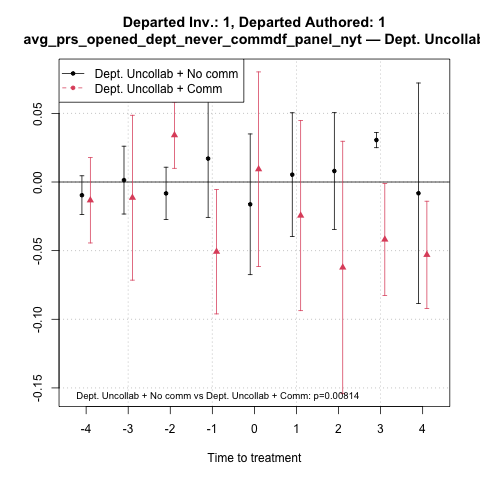 Departed Inv.: 1, Departed Authored: 1
avg_prs_opened_dept_never_commdf_panel_nyt — Dept. Uncollab
Dept. Uncollab + No comm
Dept. Uncollab + Comm
0.05
0.00
-0.05
-0.10
-0.15
Dept. Uncollab + No comm vs Dept. Uncollab + Comm: p=0.00814
-4 -3 -2 -1 0 1 2 3 4
Time to treatment